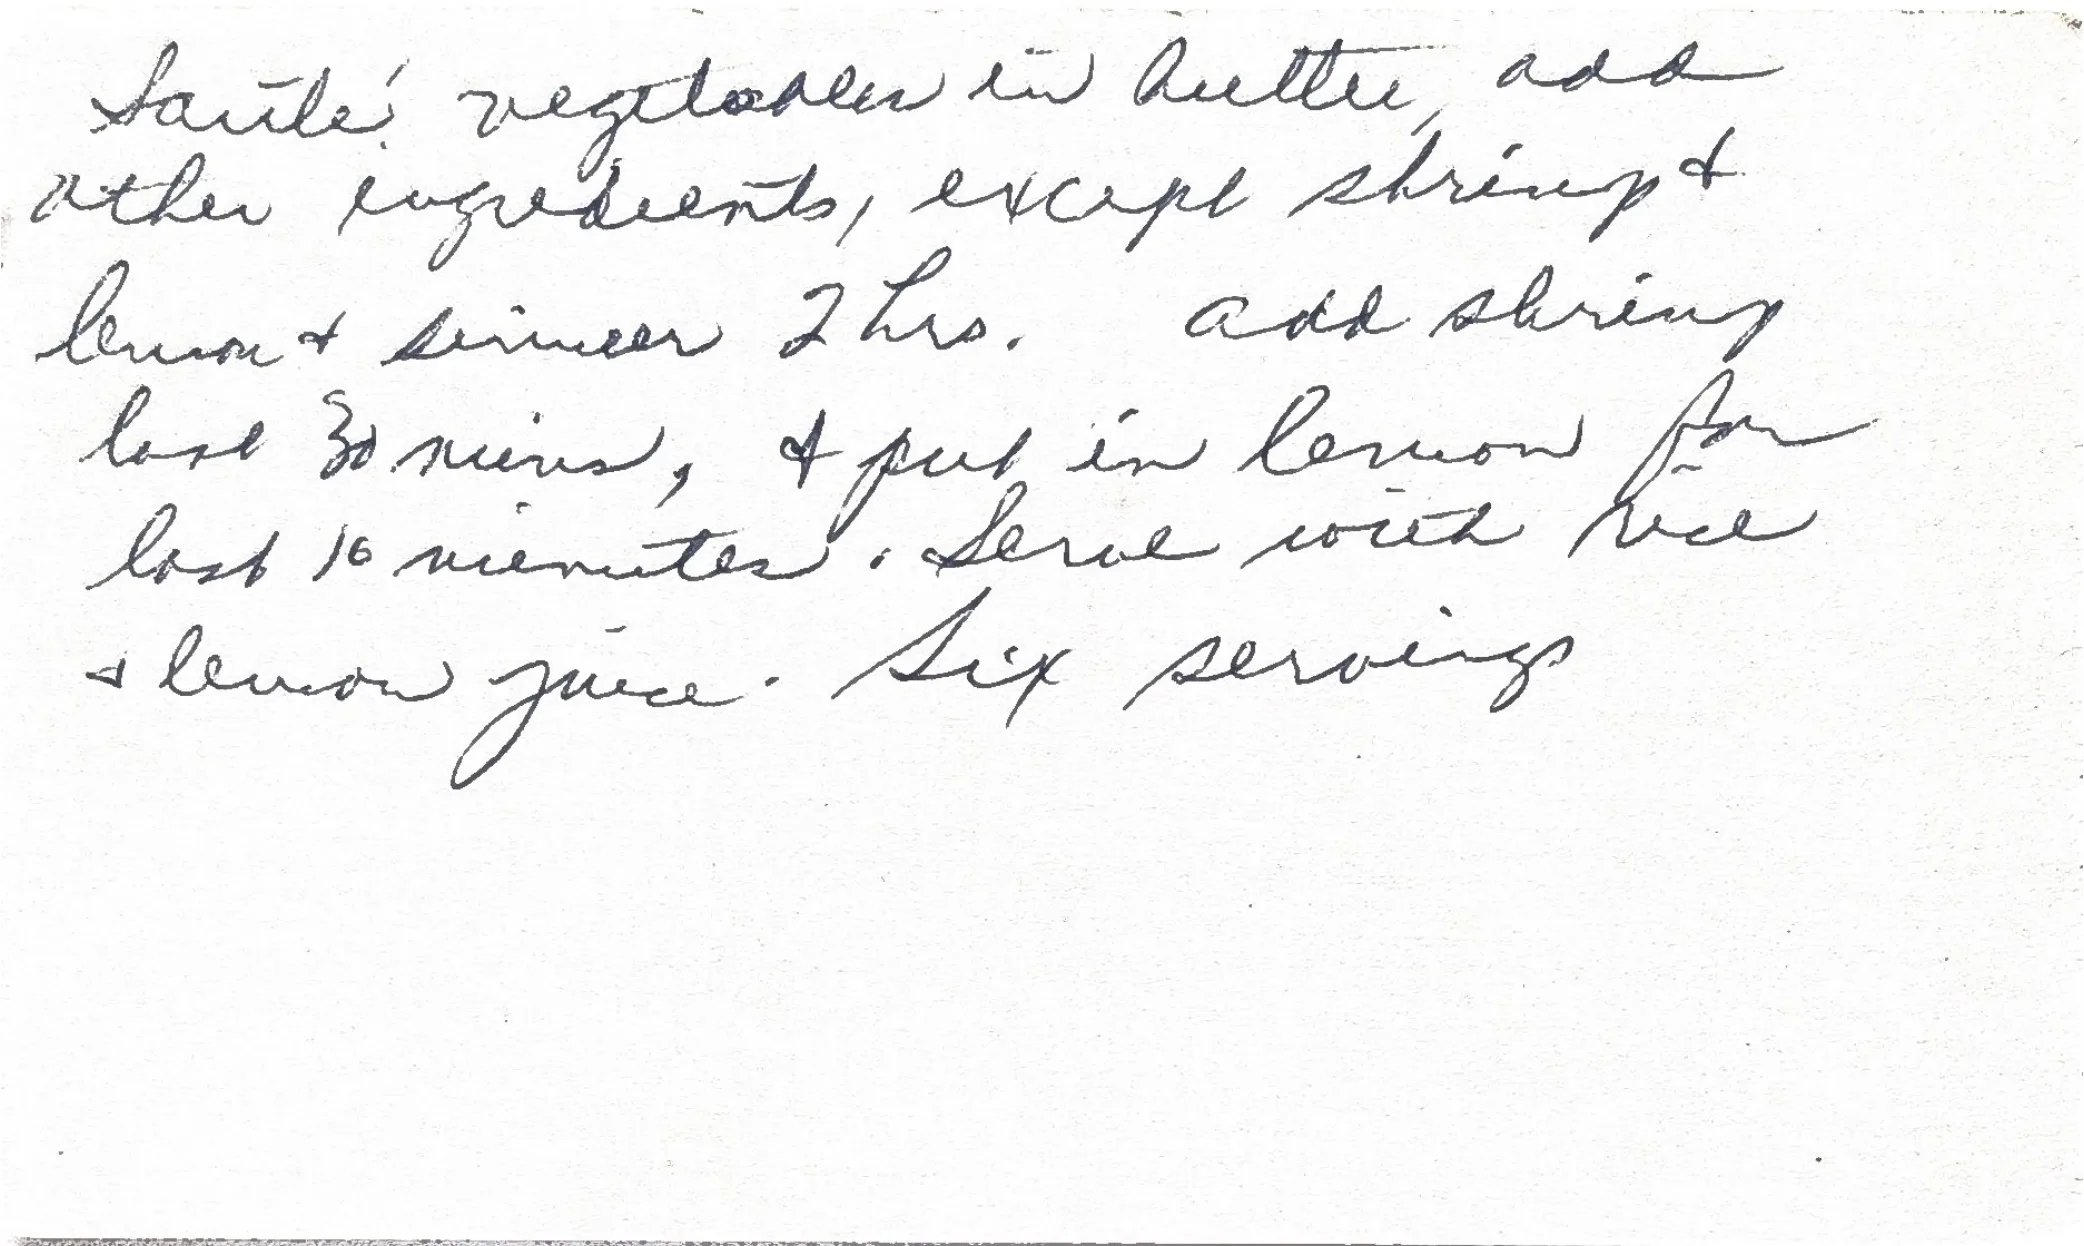 Sauté vegetables in butter, add
other ingredients, except shrimp &
lemon & simmer 2 hrs. add shrimp
last 30 mins, & put in lemon for
last 10 minutes. Serve with rice
& lemon juice. Six servings